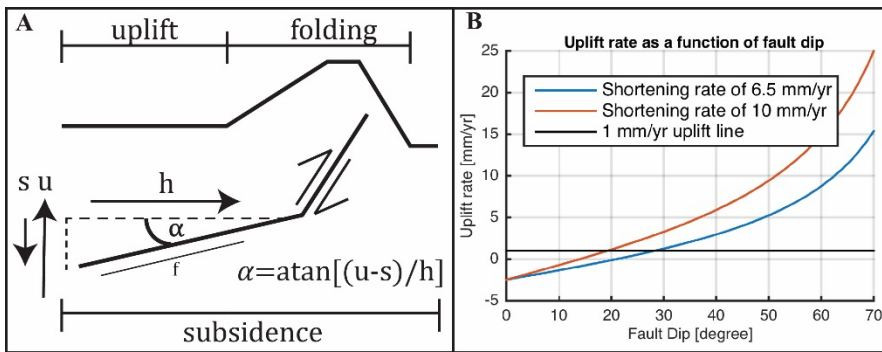 A
uplift
folding
s u
h
α
f
α=atan[(u-s)/h]
subsidence
B
Uplift rate as a function of fault dip
Shortening rate of 6.5 mm/yr
Shortening rate of 10 mm/yr
1 mm/yr uplift line
Uplift rate [mm/yr]
25
20
15
10
5
0
-5
0 10 20 30 40 50 60 70
Fault Dip [degree]